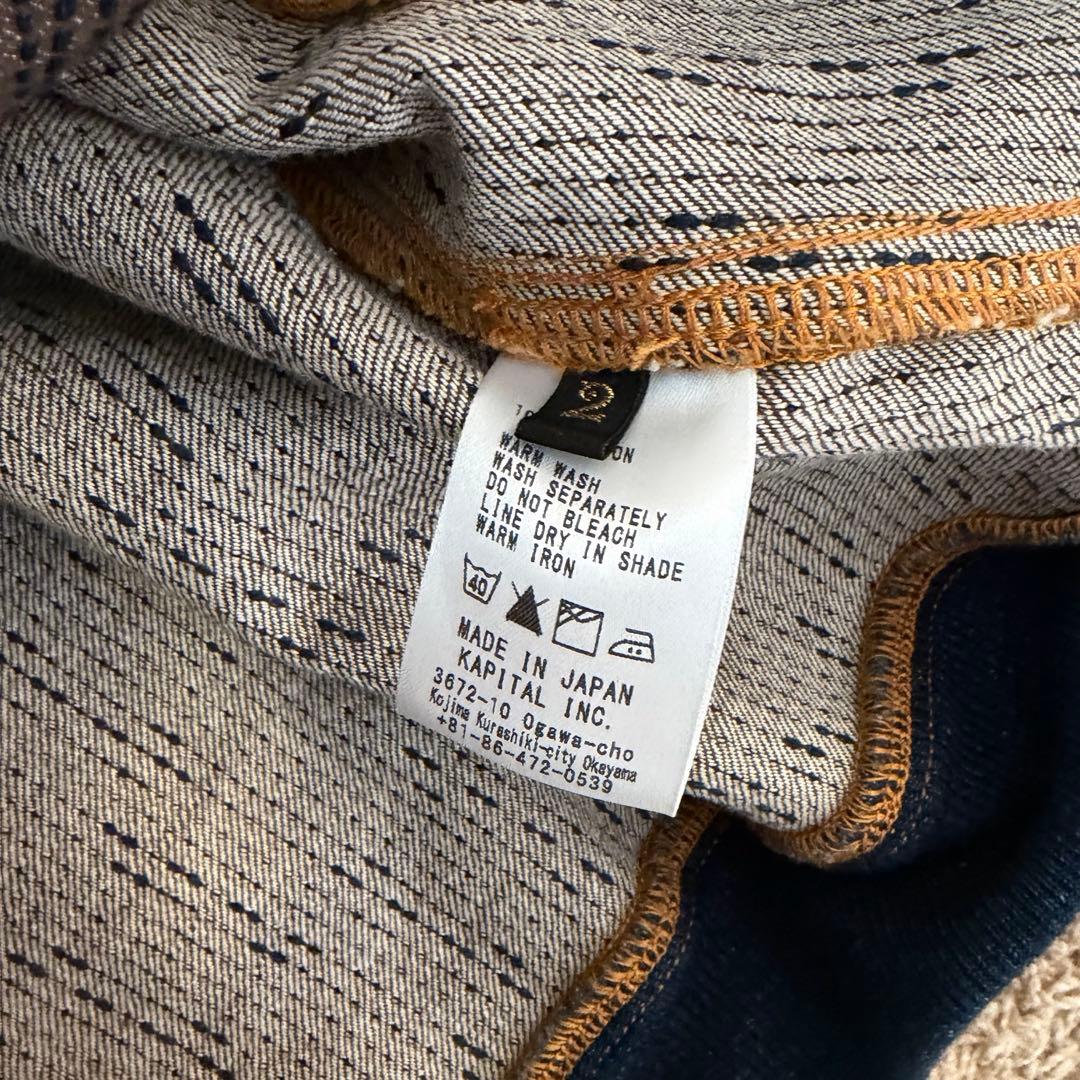 2
WARM WASH
WASH SEPARATELY
DO NOT BLEACH
LINE DRY IN SHADE
WARM IRON
40
MADE IN JAPAN
KAPITAL INC.
3672-10 Ogawa-cho
Kojima Kurashiki-city Okayama
+81-86-472-0539